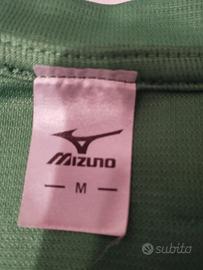 MIZUNO
— M —
subito